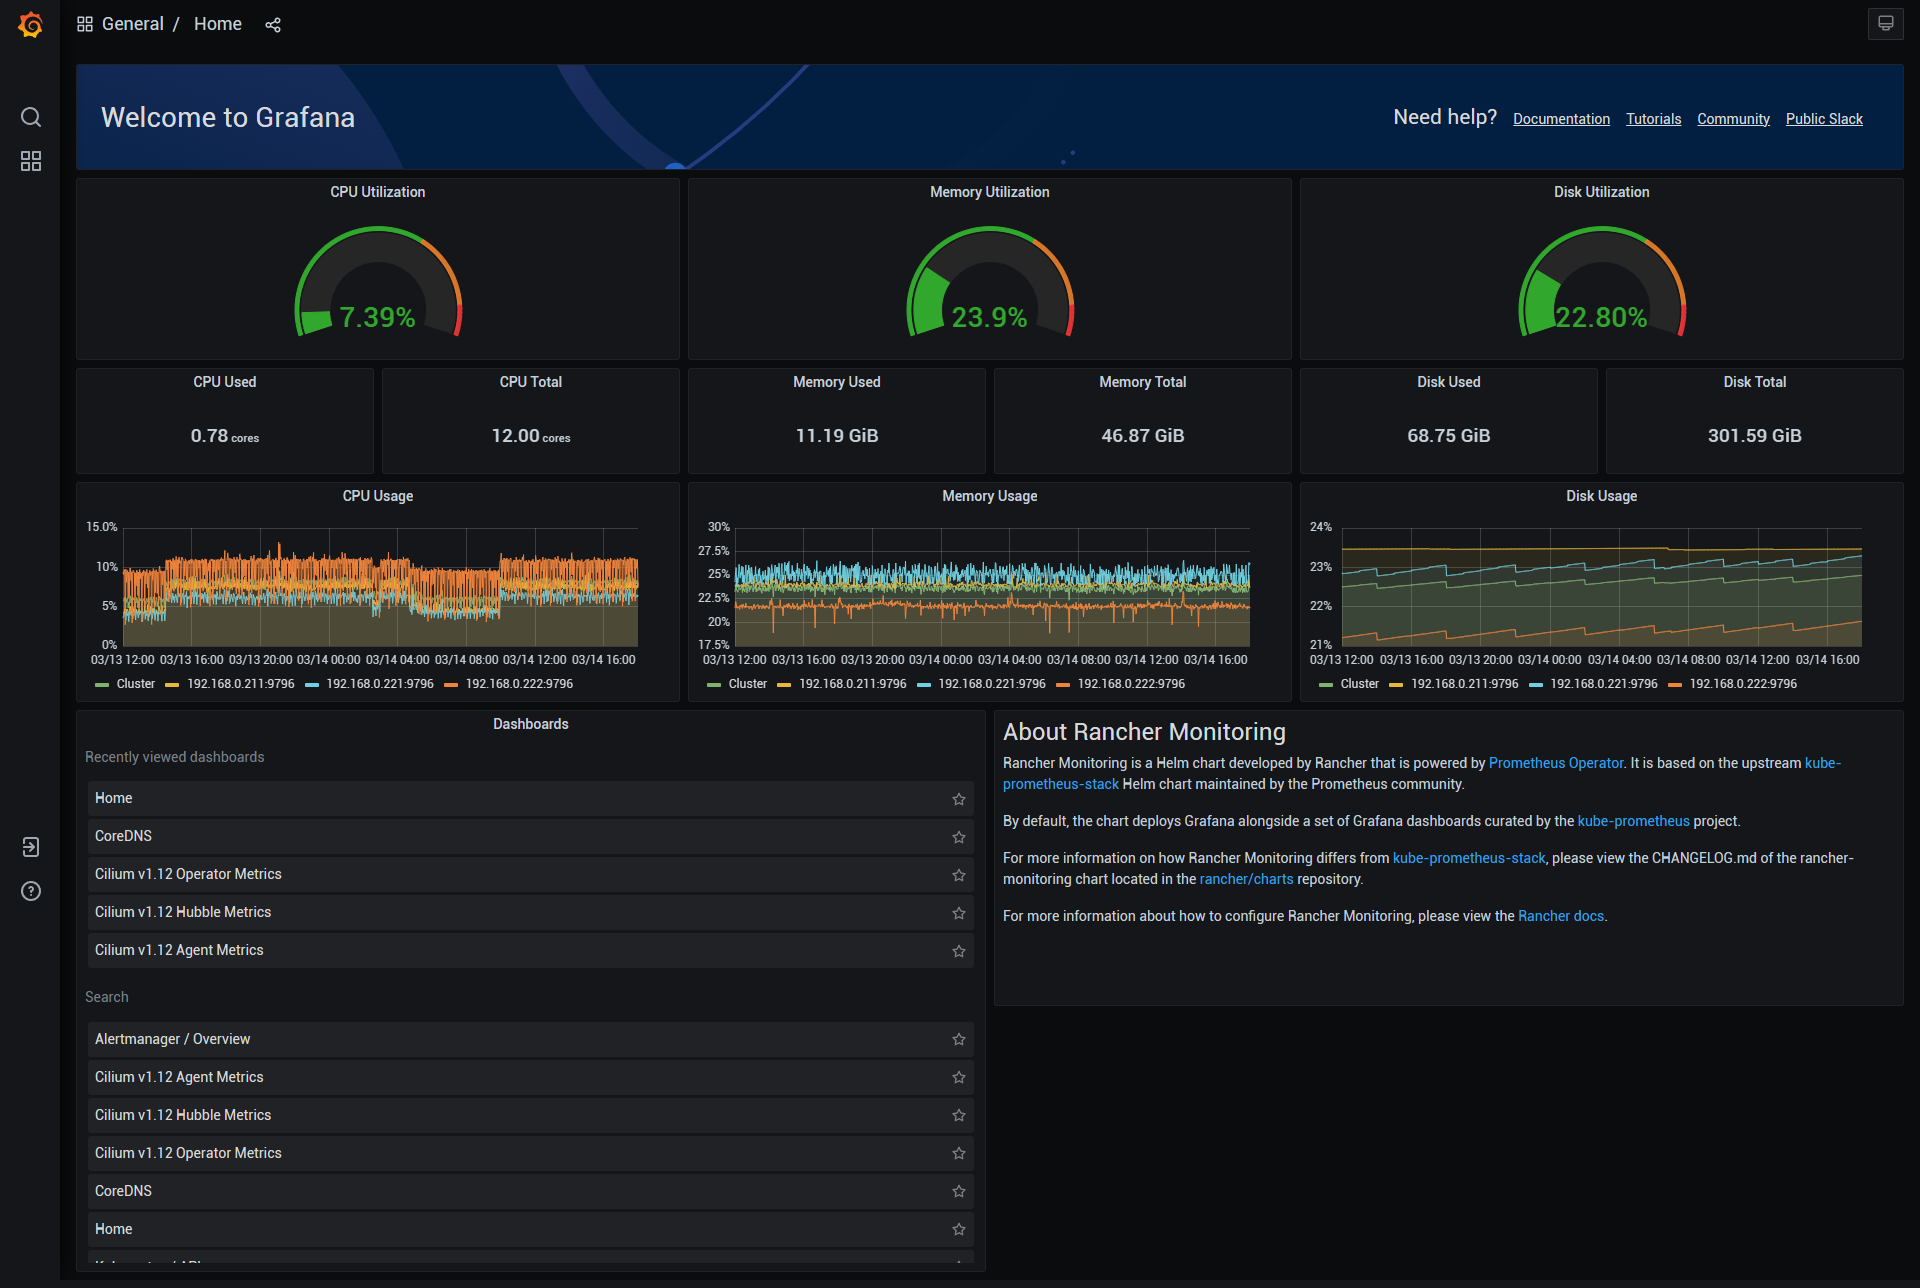 General / Home
Welcome to Grafana
Need help? Documentation Tutorials Community Public Slack
CPU Utilization
7.39%
Memory Utilization
23.9%
Disk Utilization
22.80%
CPU Used
0.78 cores
CPU Total
12.00 cores
Memory Used
11.19 GiB
Memory Total
46.87 GiB
Disk Used
68.75 GiB
Disk Total
301.59 GiB
CPU Usage
15.0%
10%
5%
0%
03/13 12:00 03/13 16:00 03/13 20:00 03/14 00:00 03/14 04:00 03/14 08:00 03/14 12:00 03/14 16:00
Cluster 192.168.0.211:9796 192.168.0.221:9796 192.168.0.222:9796
Memory Usage
30%
27.5%
25%
22.5%
20%
17.5%
03/13 12:00 03/13 16:00 03/13 20:00 03/14 00:00 03/14 04:00 03/14 08:00 03/14 12:00 03/14 16:00
Cluster 192.168.0.211:9796 192.168.0.221:9796 192.168.0.222:9796
Disk Usage
24%
23%
22%
21%
03/13 12:00 03/13 16:00 03/13 20:00 03/14 00:00 03/14 04:00 03/14 08:00 03/14 12:00 03/14 16:00
Cluster 192.168.0.211:9796 192.168.0.221:9796 192.168.0.222:9796
Dashboards
Recently viewed dashboards
Home
CoreDNS
Cilium v1.12 Operator Metrics
Cilium v1.12 Hubble Metrics
Cilium v1.12 Agent Metrics
Search
Alertmanager / Overview
Cilium v1.12 Agent Metrics
Cilium v1.12 Hubble Metrics
Cilium v1.12 Operator Metrics
CoreDNS
Home
About Rancher Monitoring
Rancher Monitoring is a Helm chart developed by Rancher that is powered by Prometheus Operator. It is based on the upstream kube-
prometheus-stack Helm chart maintained by the Prometheus community.
By default, the chart deploys Grafana alongside a set of Grafana dashboards curated by the kube-prometheus project.
For more information on how Rancher Monitoring differs from kube-prometheus-stack, please view the CHANGELOG.md of the rancher-
monitoring chart located in the rancher/charts repository.
For more information about how to configure Rancher Monitoring, please view the Rancher docs.